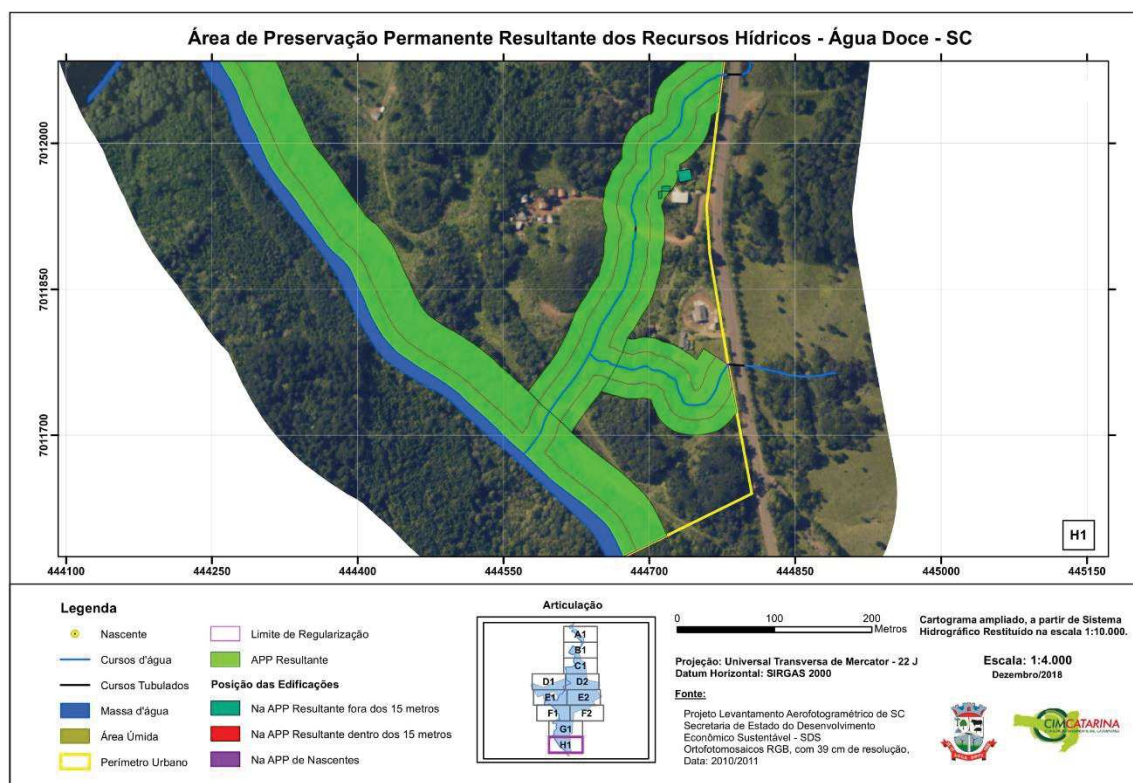 Área de Preservação Permanente Resultante dos Recursos Hídricos - Água Doce - SC
7012000
7011850
7011700
H1
444100
444250
444400
444550
444700
444850
445000
445150
Legenda
Nascente
Cursos d'água
Cursos Tubulados
Massa d'água
Área Úmida
Perímetro Urbano
Limite de Regularização
APP Resultante
Posição das Edificações
Na APP Resultante fora dos 15 metros
Na APP Resultante dentro dos 15 metros
Na APP de Nascentes
Articulação
A1
B1
C1
D1
D2
E1
E2
F1
F2
G1
H1
0
100
200
Metros
Projeção: Universal Transversa de Mercator - 22 J
Datum Horizontal: SIRGAS 2000
Fonte:
Projeto Levantamento Aerofotogramétrico de SC
Secretaria de Estado do Desenvolvimento
Econômico Sustentável - SDS
Ortofotomosaicos RGB, com 39 cm de resolução,
Data: 2010/2011
Cartograma ampliado, a partir de Sistema
Hidrográfico Restituído na escala 1:10.000.
Escala: 1:4.000
Dezembro/2018
CIMCATARINA